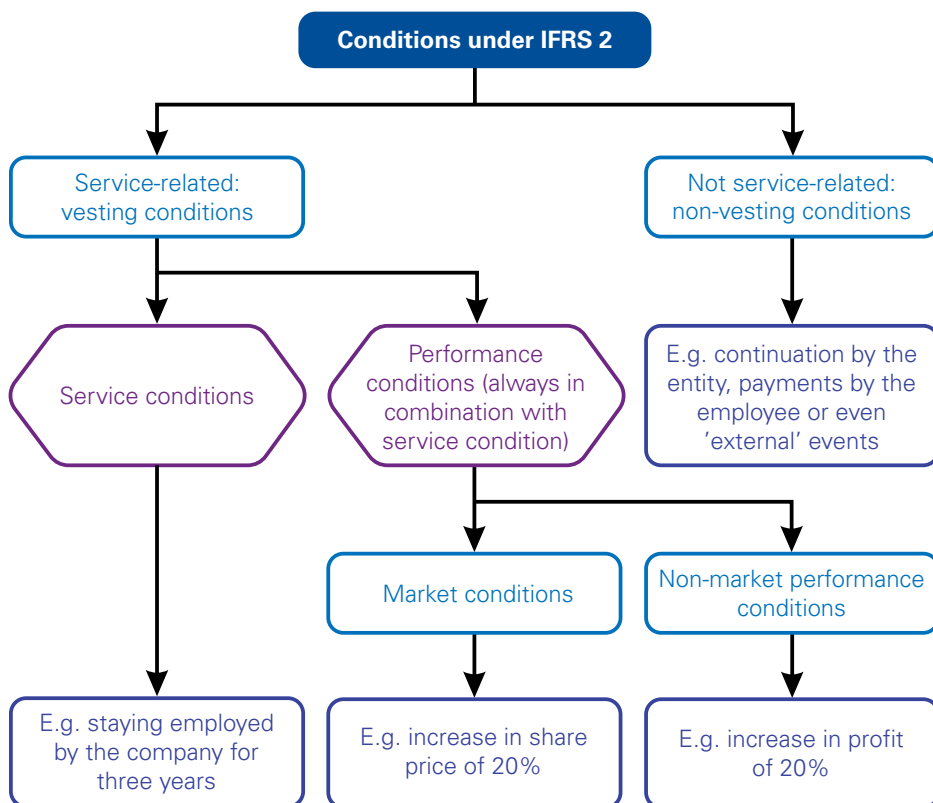 Conditions under IFRS 2
Service-related:
vesting conditions
Not service-related:
non-vesting conditions
Service conditions
Performance
conditions (always in
combination with
service condition)
E.g. continuation by the
entity, payments by the
employee or even
'external' events
Market conditions
Non-market performance
conditions
E.g. staying employed
by the company for
three years
E.g. increase in share
price of 20%
E.g. increase in profit
of 20%